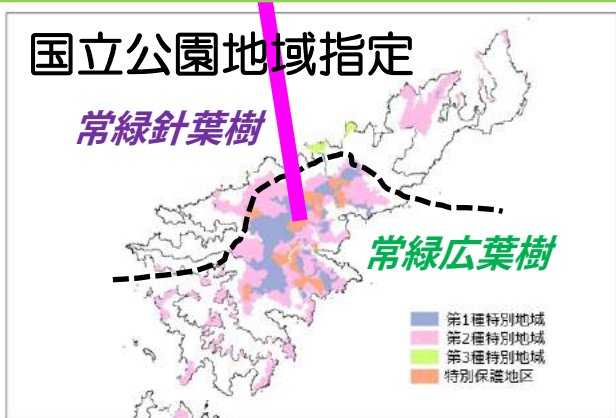 国立公園地域指定
常緑針葉樹
常緑広葉樹
第1種特別地域
第2種特別地域
第3種特別地域
特別保護地区